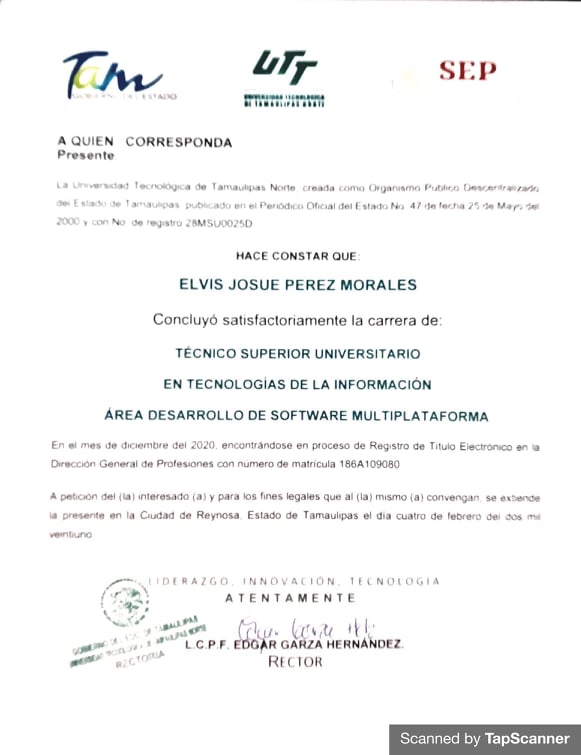 Tam
GOBIERNO DEL ESTADO
UTT
UNIVERSIDAD TECNOLÓGICA
DE TAMAULIPAS NORTE
SEP
A QUIEN CORRESPONDA
Presente
La Universidad Tecnológica de Tamaulipas Norte, creada como Organismo Publico Descentralizado
del Estado de Tamaulipas, publicado en el Periódico Oficial del Estado No. 47 de fecha 25 de Mayo del
2000 y con No. de registro 28MSU0025D
HACE CONSTAR QUE:
ELVIS JOSUE PEREZ MORALES
Concluyó satisfactoriamente la carrera de:
TÉCNICO SUPERIOR UNIVERSITARIO
EN TECNOLOGÍAS DE LA INFORMACIÓN
ÁREA DESARROLLO DE SOFTWARE MULTIPLATAFORMA
En el mes de diciembre del 2020, encontrándose en proceso de Registro de Titulo Electrónico en la
Dirección General de Profesiones con número de matricula 186A109080
A petición del (la) interesado (a) y para los fines legales que al (la) mismo (a) convengan, se extiende
la presente en la Ciudad de Reynosa, Estado de Tamaulipas el día cuatro de febrero del dos mil
veintiuno
LIDERAZGO, INNOVACIÓN, TECNOLOGIA
ATENTAMENTE
GOBIERNO DEL EDO. DE TAMAULIPAS
UNIVERSIDAD TECNOLÓGICA DE TAMAULIPAS NORTE
RECTORIA
L.C.P.F. EDGAR GARZA HERNÁNDEZ.
RECTOR
Scanned by TapScanner